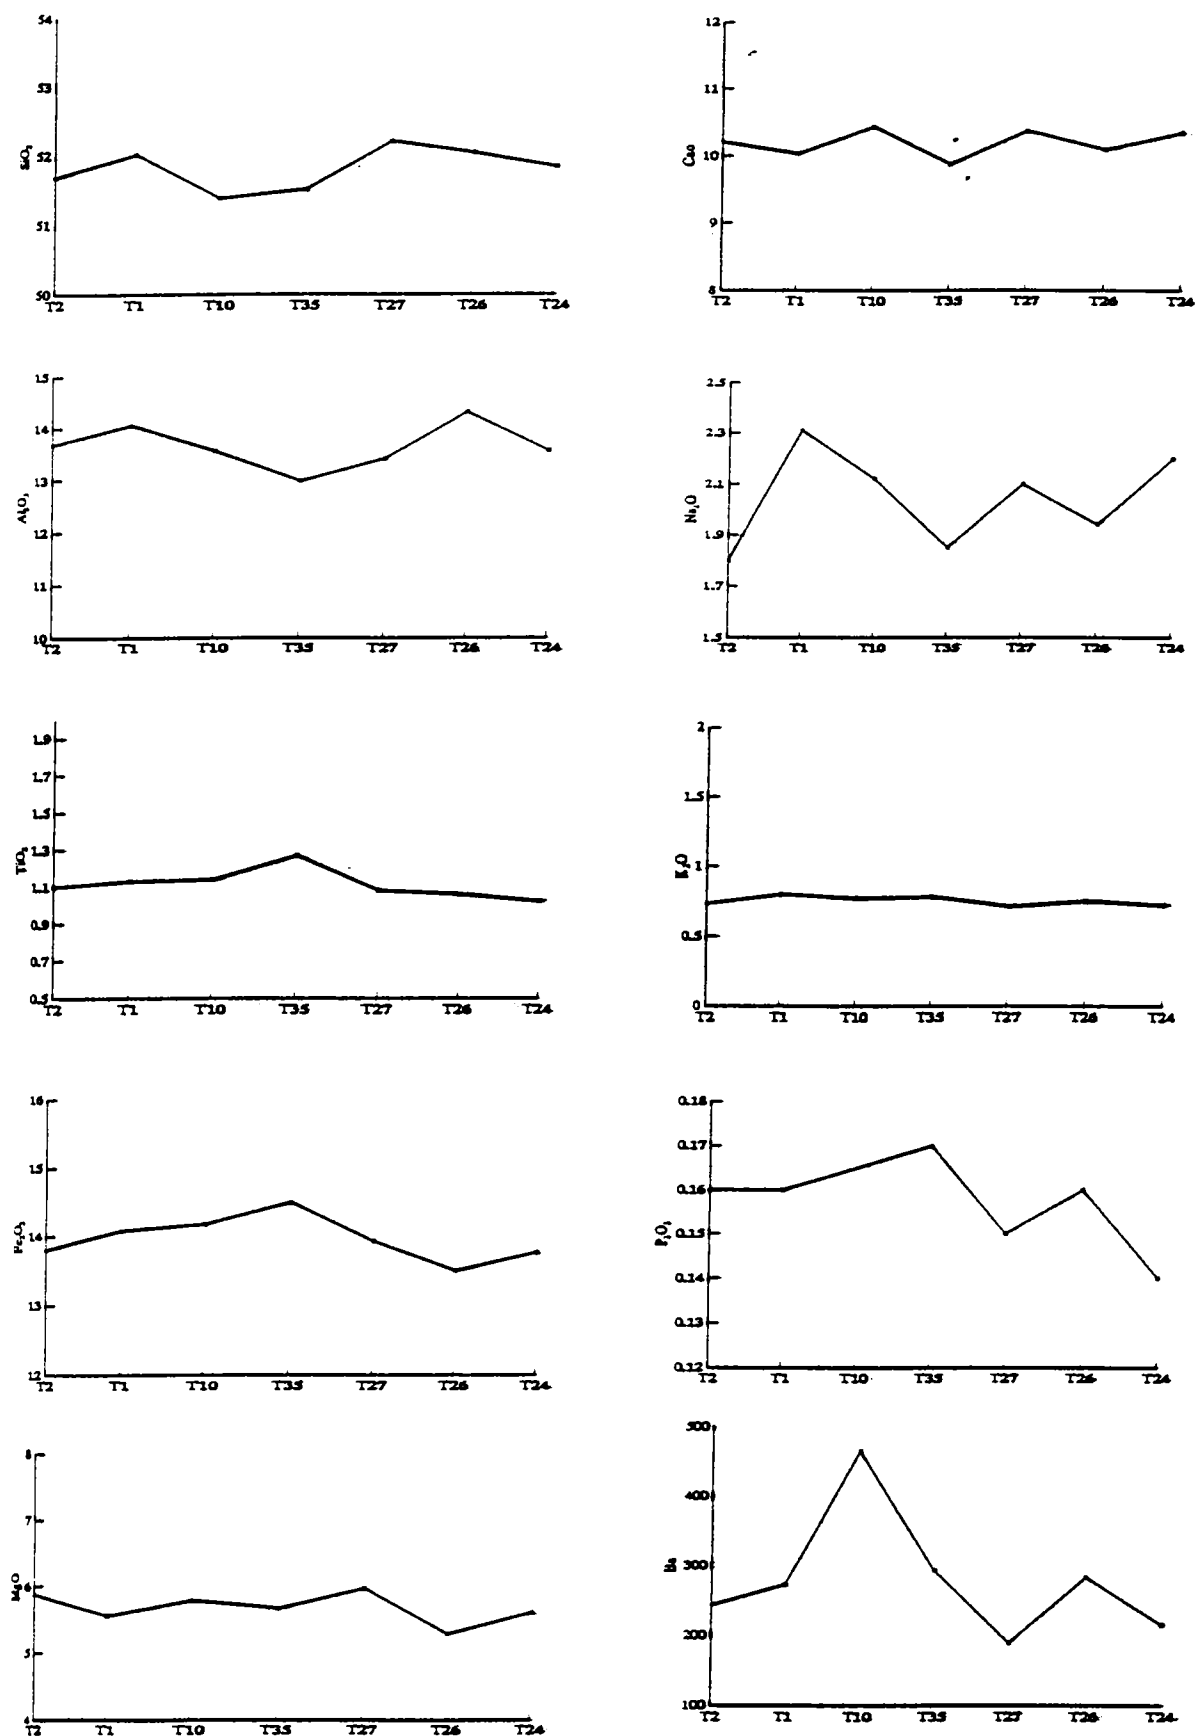 54
53
52
51
50
SiO₂
T2 T1 T10 T35 T27 T26 T24
12
11
10
9
8
Cao
T2 T1 T10 T35 T27 T26 T24
15
14
13
12
11
10
Al₂O₃
T2 T1 T10 T35 T27 T26 T24
2.5
2.3
2.1
1.9
1.7
1.5
Na₂O
T2 T1 T10 T35 T27 T26 T24
1.9
1.7
1.5
1.3
1.1
0.9
0.7
0.5
TiO₂
T2 T1 T10 T35 T27 T26 T24
2
1.5
1
0.5
0
K₂O
T2 T1 T10 T35 T27 T26 T24
16
15
14
13
12
Fe₂O₃
T2 T1 T10 T35 T27 T26 T24
0.18
0.17
0.16
0.15
0.14
0.13
0.12
P₂O₅
T2 T1 T10 T35 T27 T26 T24
8
7
6
5
4
MgO
T2 T1 T10 T35 T27 T26 T24
500
400
300
200
100
Ba
T2 T1 T10 T35 T27 T26 T24